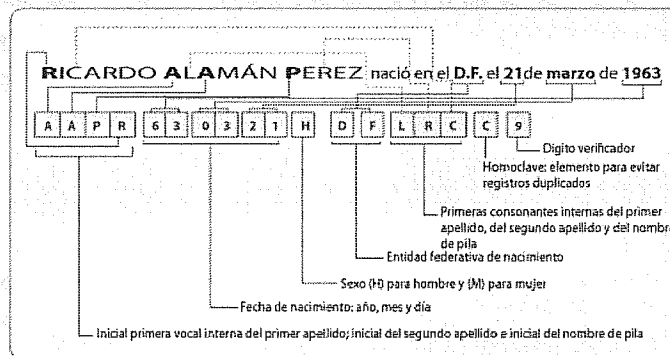 RICARDO ALAMÁN PEREZ nació en el D.F. el 21 de marzo de 1963
A A P R 6 3 0 3 2 1 H D F L R C C 9
Digito verificador
Homoclave: elemento para evitar
registros duplicados
Primeras consonantes internas del primer
apellido, del segundo apellido y del nombre
de pila
Entidad federativa de nacimiento
Sexo (H) para hombre y (M) para mujer
Fecha de nacimiento: año, mes y día
Inicial primera vocal interna del primer apellido; inicial del segundo apellido e inicial del nombre de pila